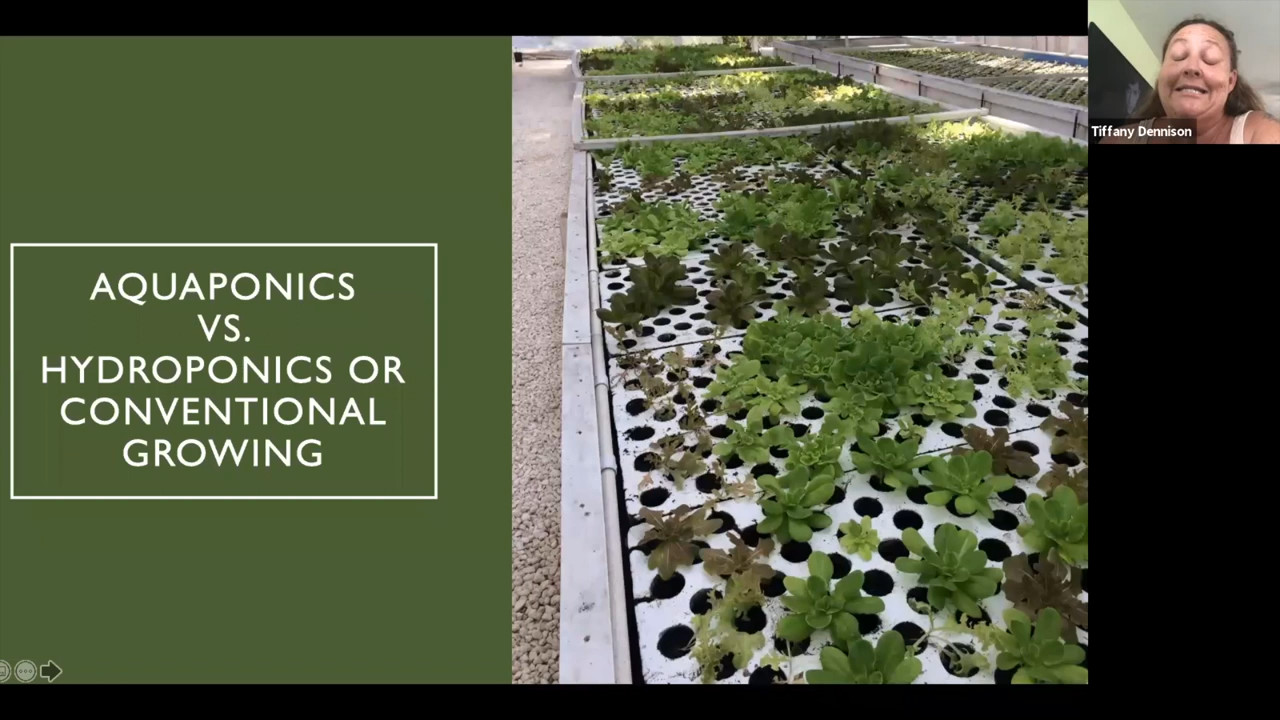 AQUAPONICS
VS.
HYDROPONICS OR
CONVENTIONAL
GROWING
Tiffany Dennison